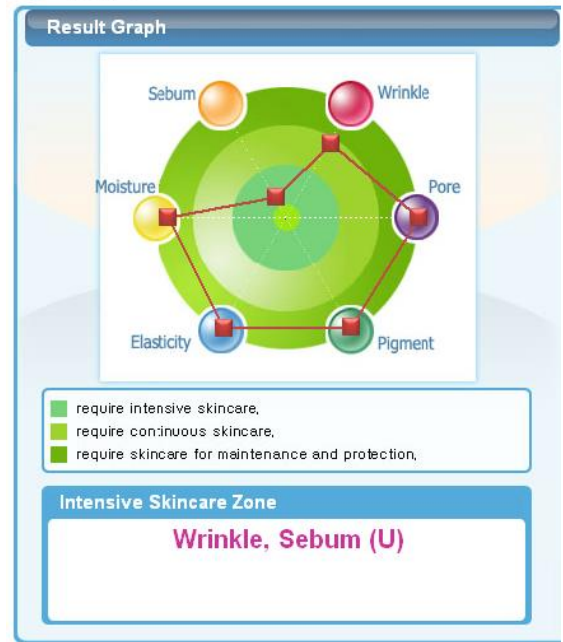 Result Graph
Sebum
Wrinkle
Moisture
Pore
Elasticity
Pigment
require intensive skincare,
require continuous skincare,
require skincare for maintenance and protection,
Intensive Skincare Zone
Wrinkle, Sebum (U)